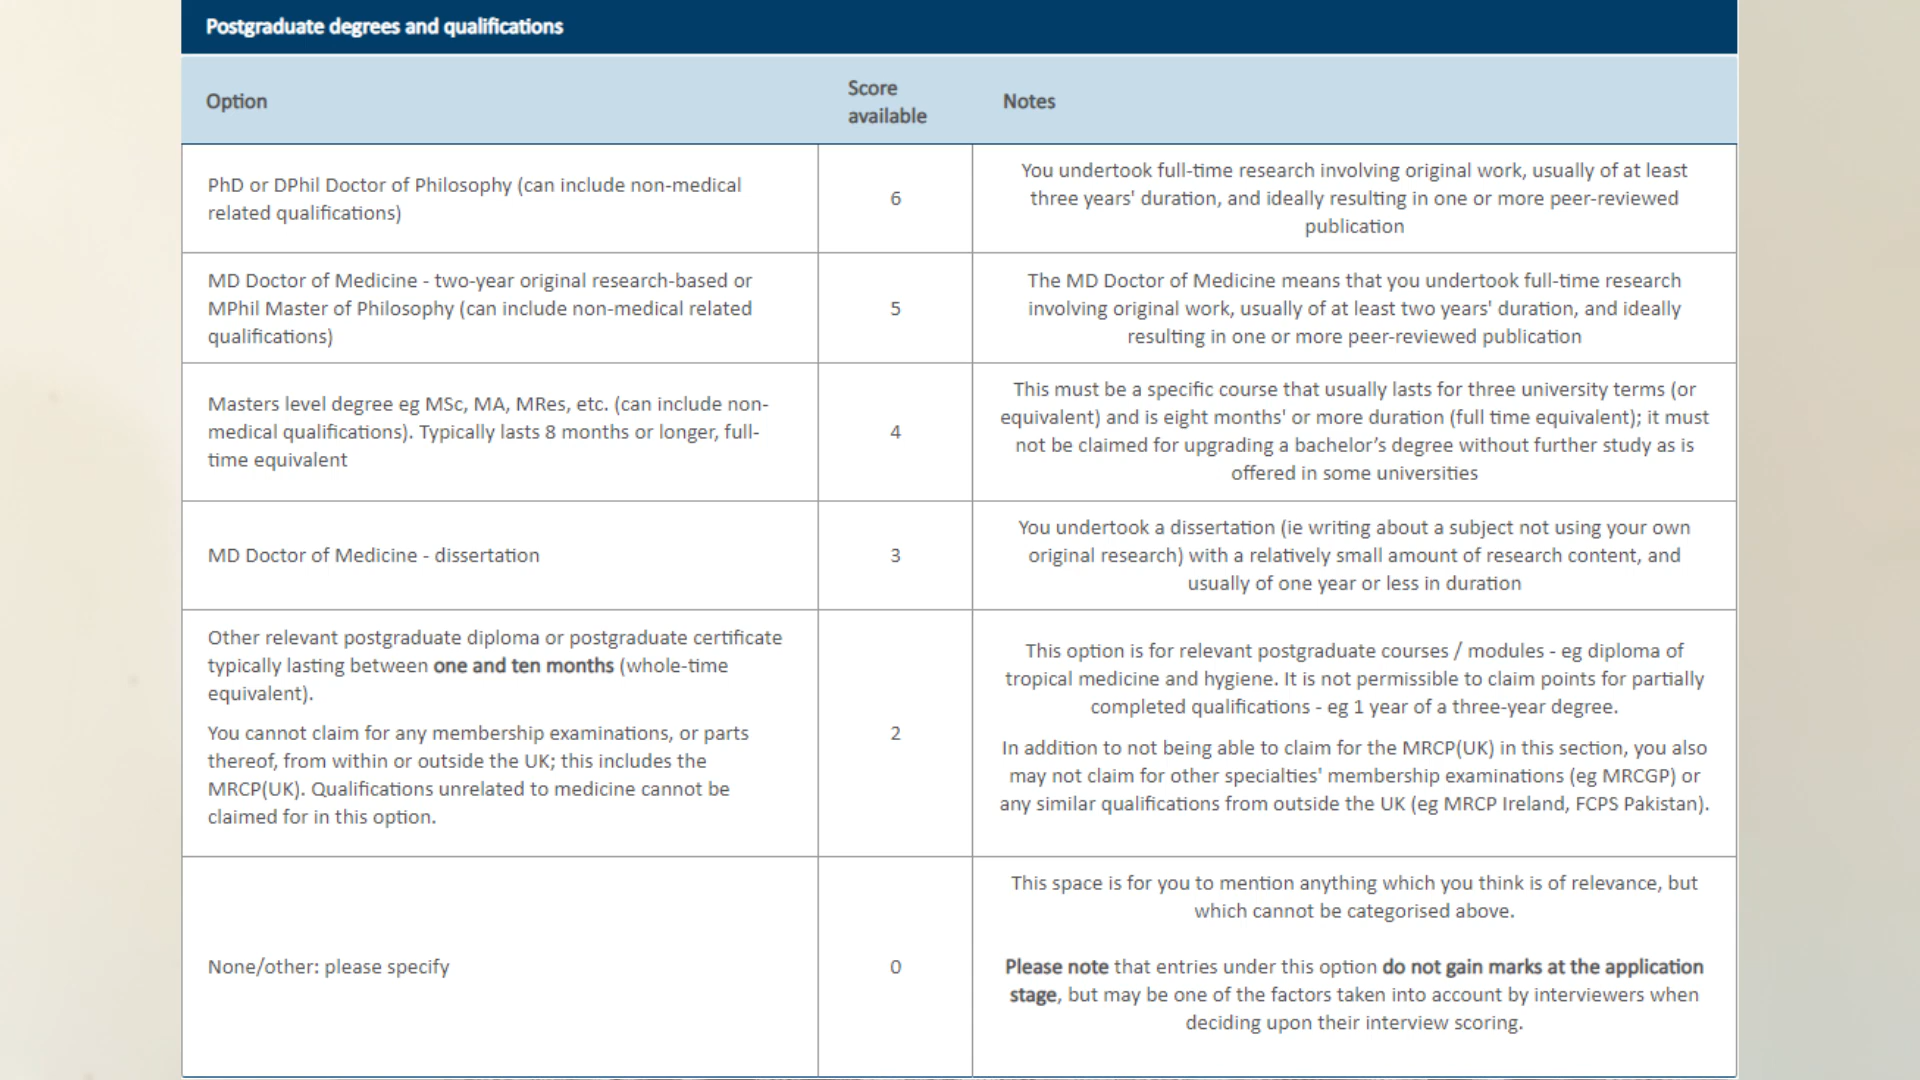 Postgraduate degrees and qualifications
Option
Score
available
Notes
PhD or DPhil Doctor of Philosophy (can include non-medical
related qualifications)
6
You undertook full-time research involving original work, usually of at least
three years' duration, and ideally resulting in one or more peer-reviewed
publication
MD Doctor of Medicine - two-year original research-based or
MPhil Master of Philosophy (can include non-medical related
qualifications)
5
The MD Doctor of Medicine means that you undertook full-time research
involving original work, usually of at least two years' duration, and ideally
resulting in one or more peer-reviewed publication
Masters level degree eg MSc, MA, MRes, etc. (can include non-
medical qualifications). Typically lasts 8 months or longer, full-
time equivalent
4
This must be a specific course that usually lasts for three university terms (or
equivalent) and is eight months' or more duration (full time equivalent); it must
not be claimed for upgrading a bachelor’s degree without further study as is
offered in some universities
MD Doctor of Medicine - dissertation
3
You undertook a dissertation (ie writing about a subject not using your own
original research) with a relatively small amount of research content, and
usually of one year or less in duration
Other relevant postgraduate diploma or postgraduate certificate
typically lasting between one and ten months (whole-time
equivalent).
You cannot claim for any membership examinations, or parts
thereof, from within or outside the UK; this includes the
MRCP(UK). Qualifications unrelated to medicine cannot be
claimed for in this option.
2
This option is for relevant postgraduate courses / modules - eg diploma of
tropical medicine and hygiene. It is not permissible to claim points for partially
completed qualifications - eg 1 year of a three-year degree.
In addition to not being able to claim for the MRCP(UK) in this section, you also
may not claim for other specialties' membership examinations (eg MRCGP) or
any similar qualifications from outside the UK (eg MRCP Ireland, FCPS Pakistan).
None/other: please specify
0
This space is for you to mention anything which you think is of relevance, but
which cannot be categorised above.
Please note that entries under this option do not gain marks at the application
stage, but may be one of the factors taken into account by interviewers when
deciding upon their interview scoring.